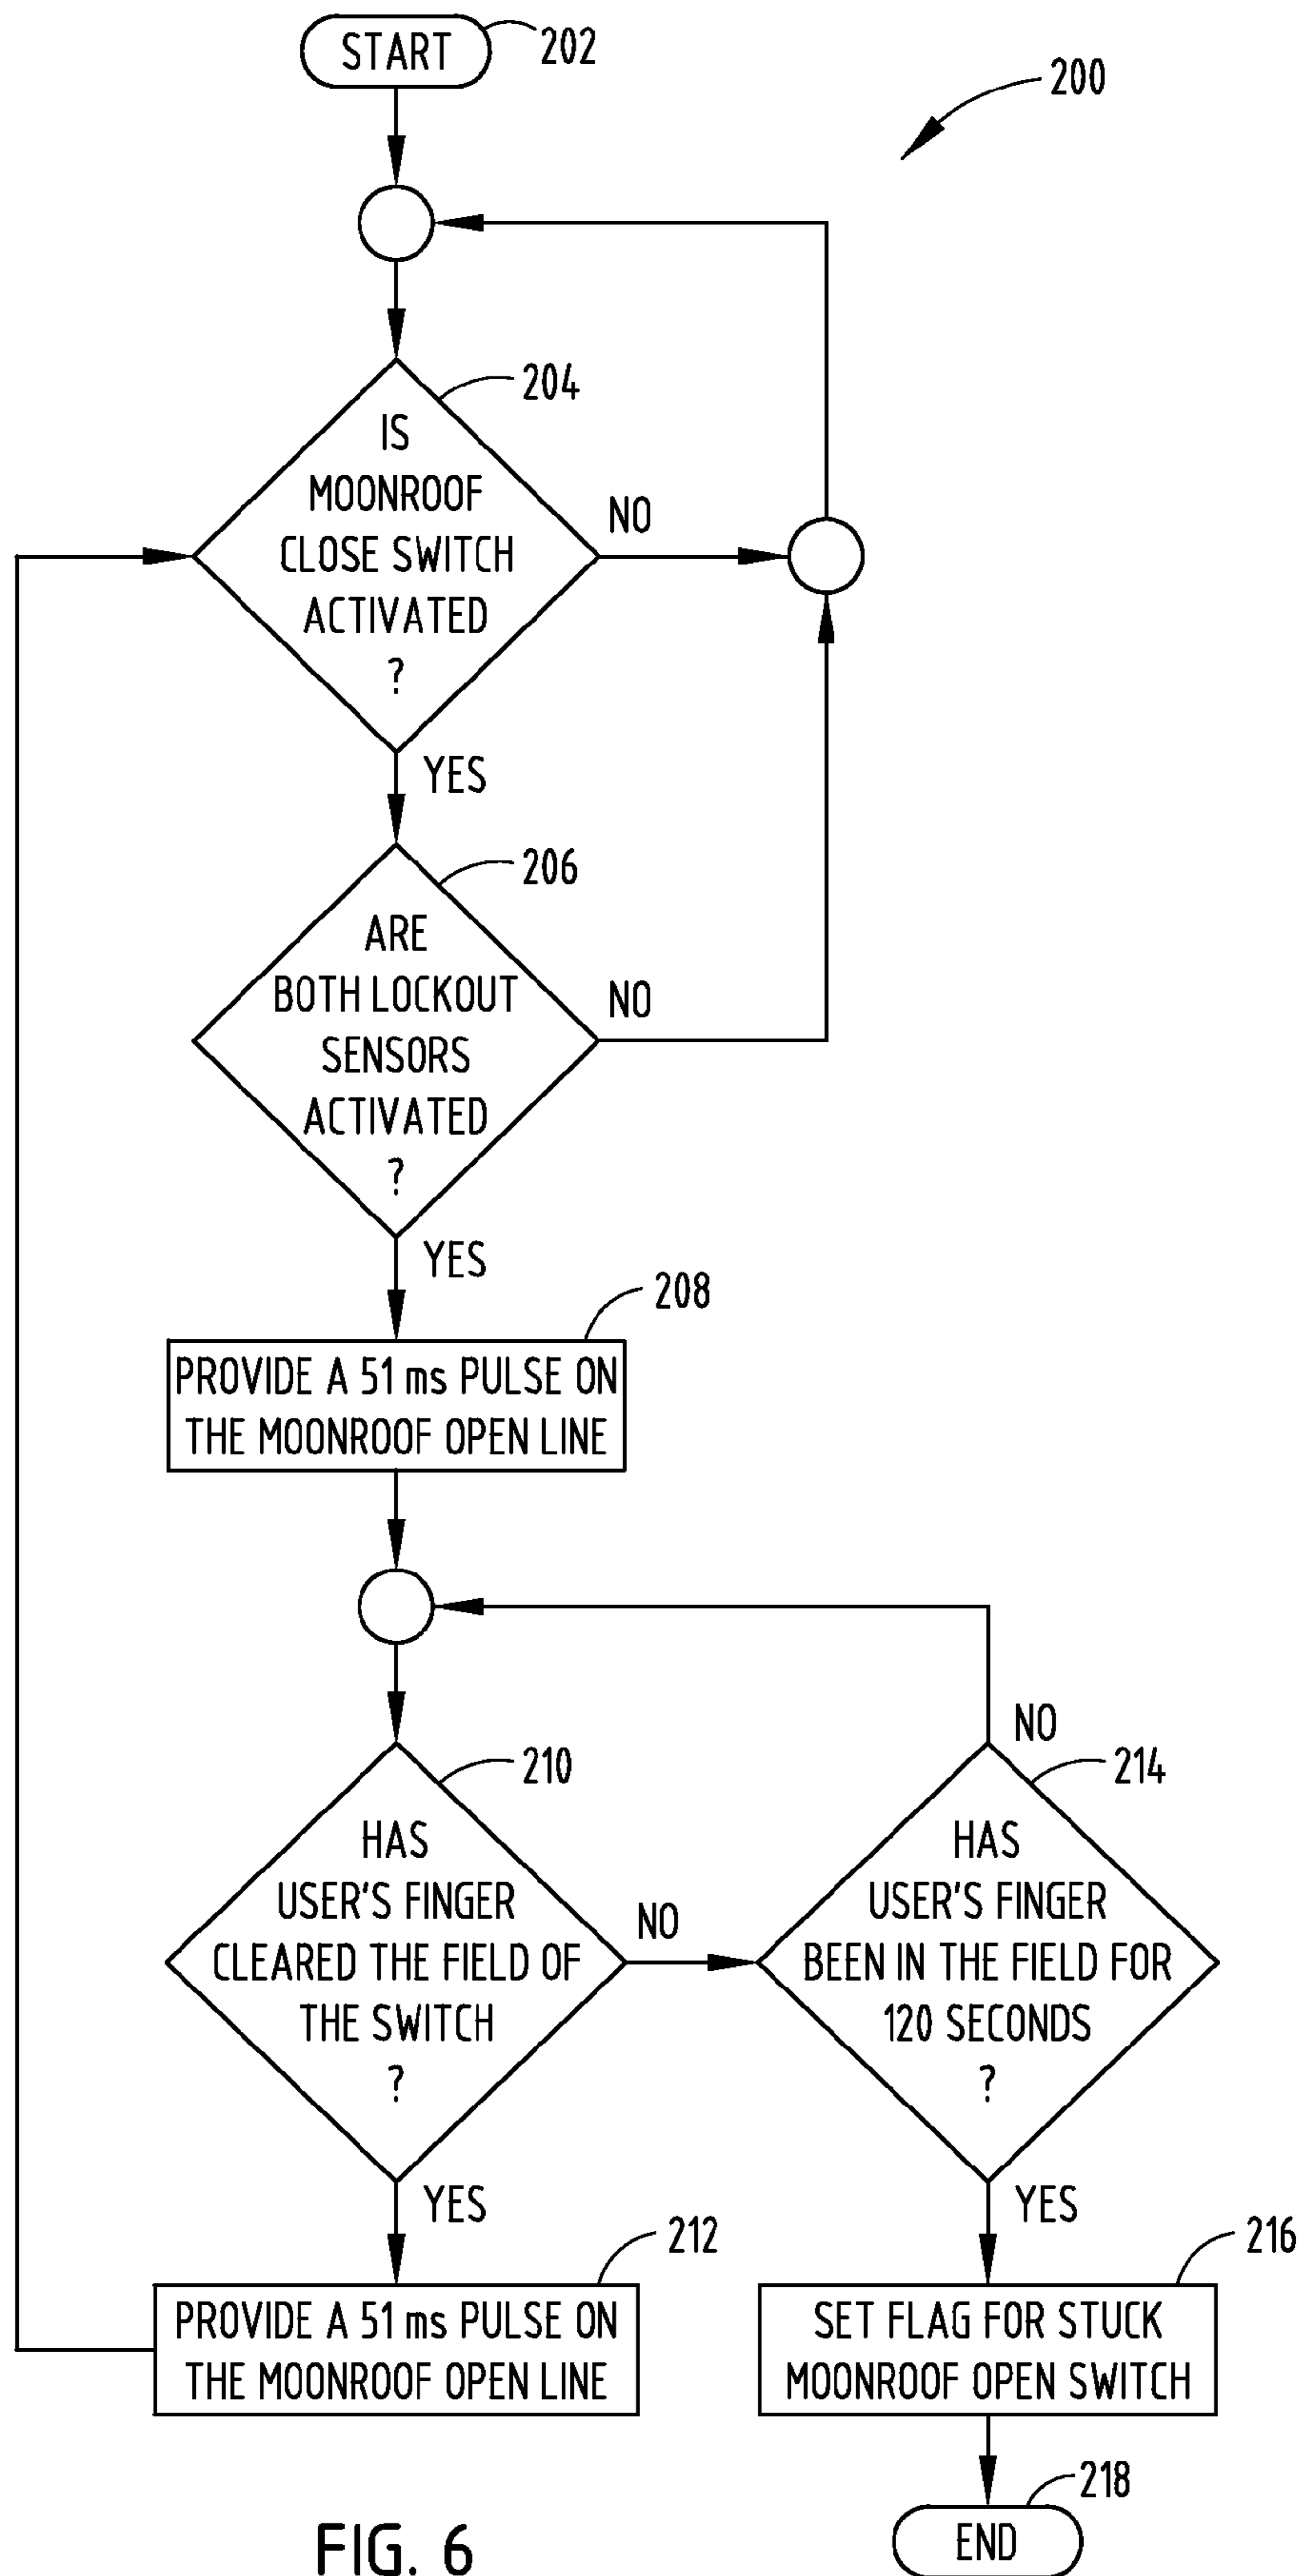 START
202
200
204
IS
MOONROOF
CLOSE SWITCH
ACTIVATED
?
NO
YES
206
ARE
BOTH LOCKOUT
SENSORS
ACTIVATED
?
NO
YES
208
PROVIDE A 51 ms PULSE ON
THE MOONROOF OPEN LINE
210
HAS
USER'S FINGER
CLEARED THE FIELD OF
THE SWITCH
?
NO
YES
NO
214
HAS
USER'S FINGER
BEEN IN THE FIELD FOR
120 SECONDS
?
YES
212
PROVIDE A 51 ms PULSE ON
THE MOONROOF OPEN LINE
216
SET FLAG FOR STUCK
MOONROOF OPEN SWITCH
218
END
FIG. 6